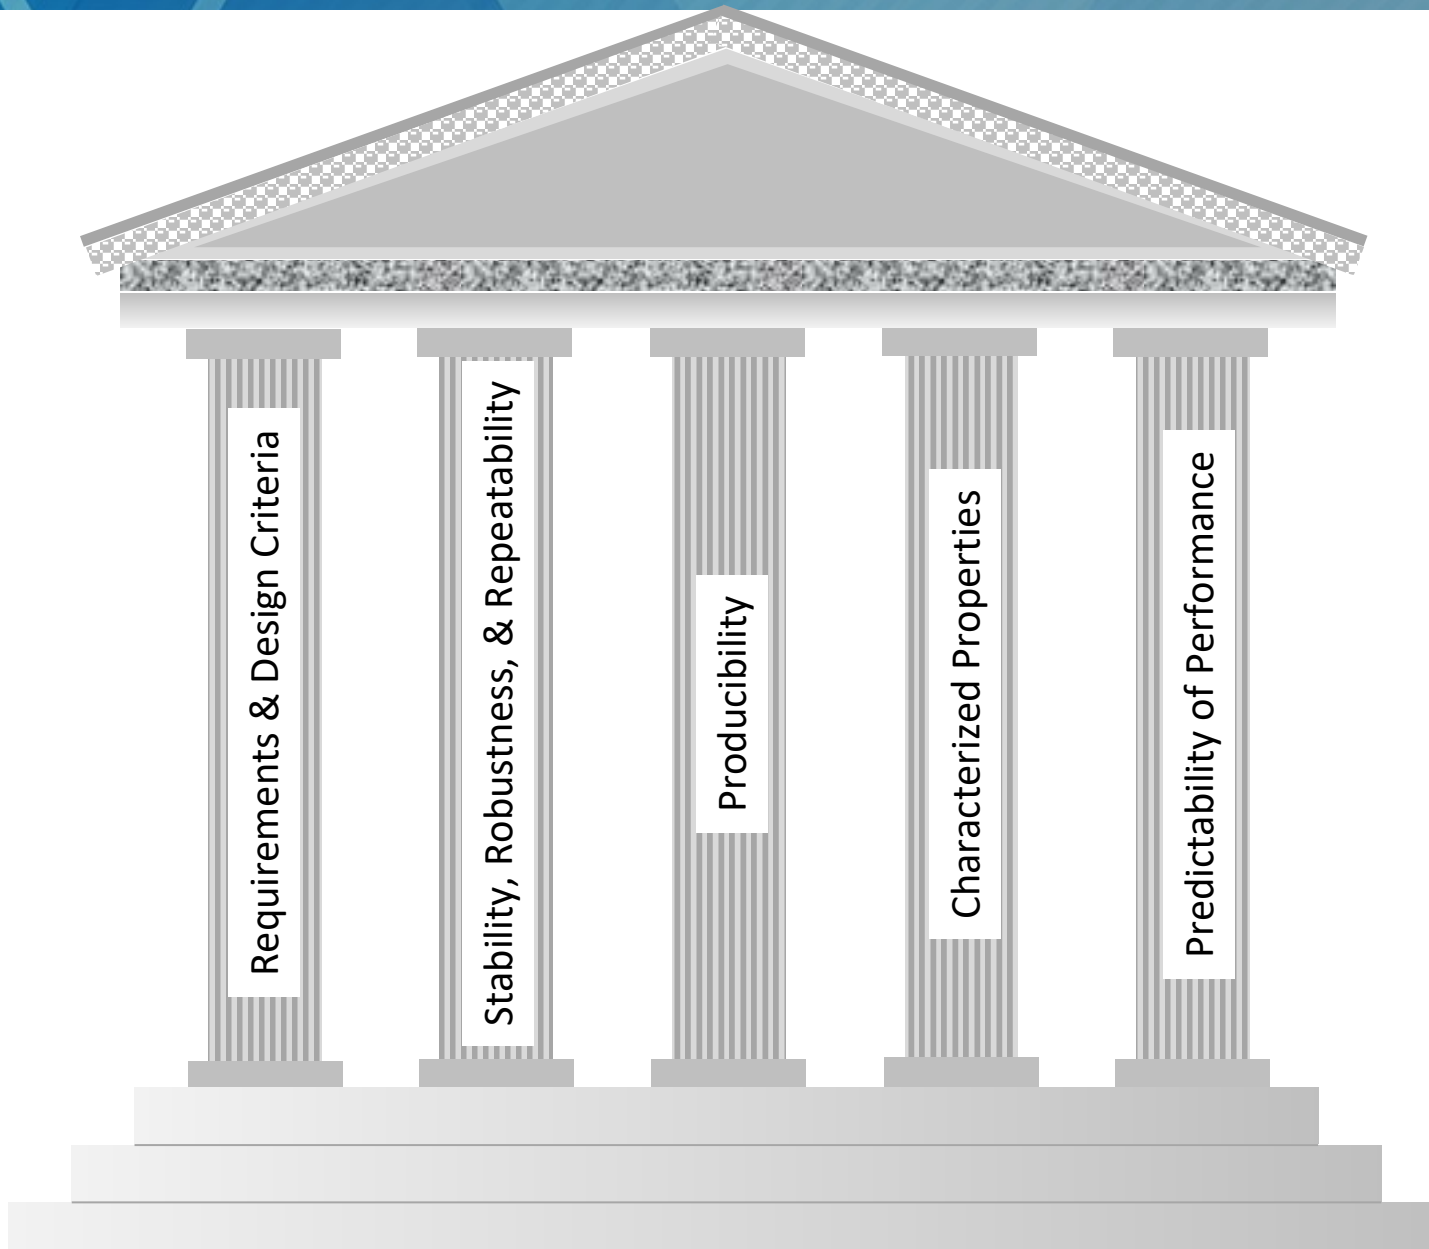 Requirements & Design Criteria
Stability, Robustness, & Repeatability
Producibility
Characterized Properties
Predictability of Performance